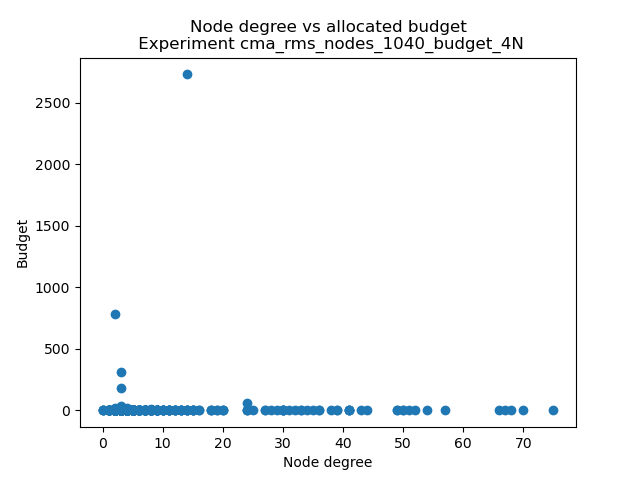 Node degree vs allocated budget
Experiment cma_rms_nodes_1040_budget_4N
2500
2000
1500
1000
500
0
Budget
0 10 20 30 40 50 60 70
Node degree